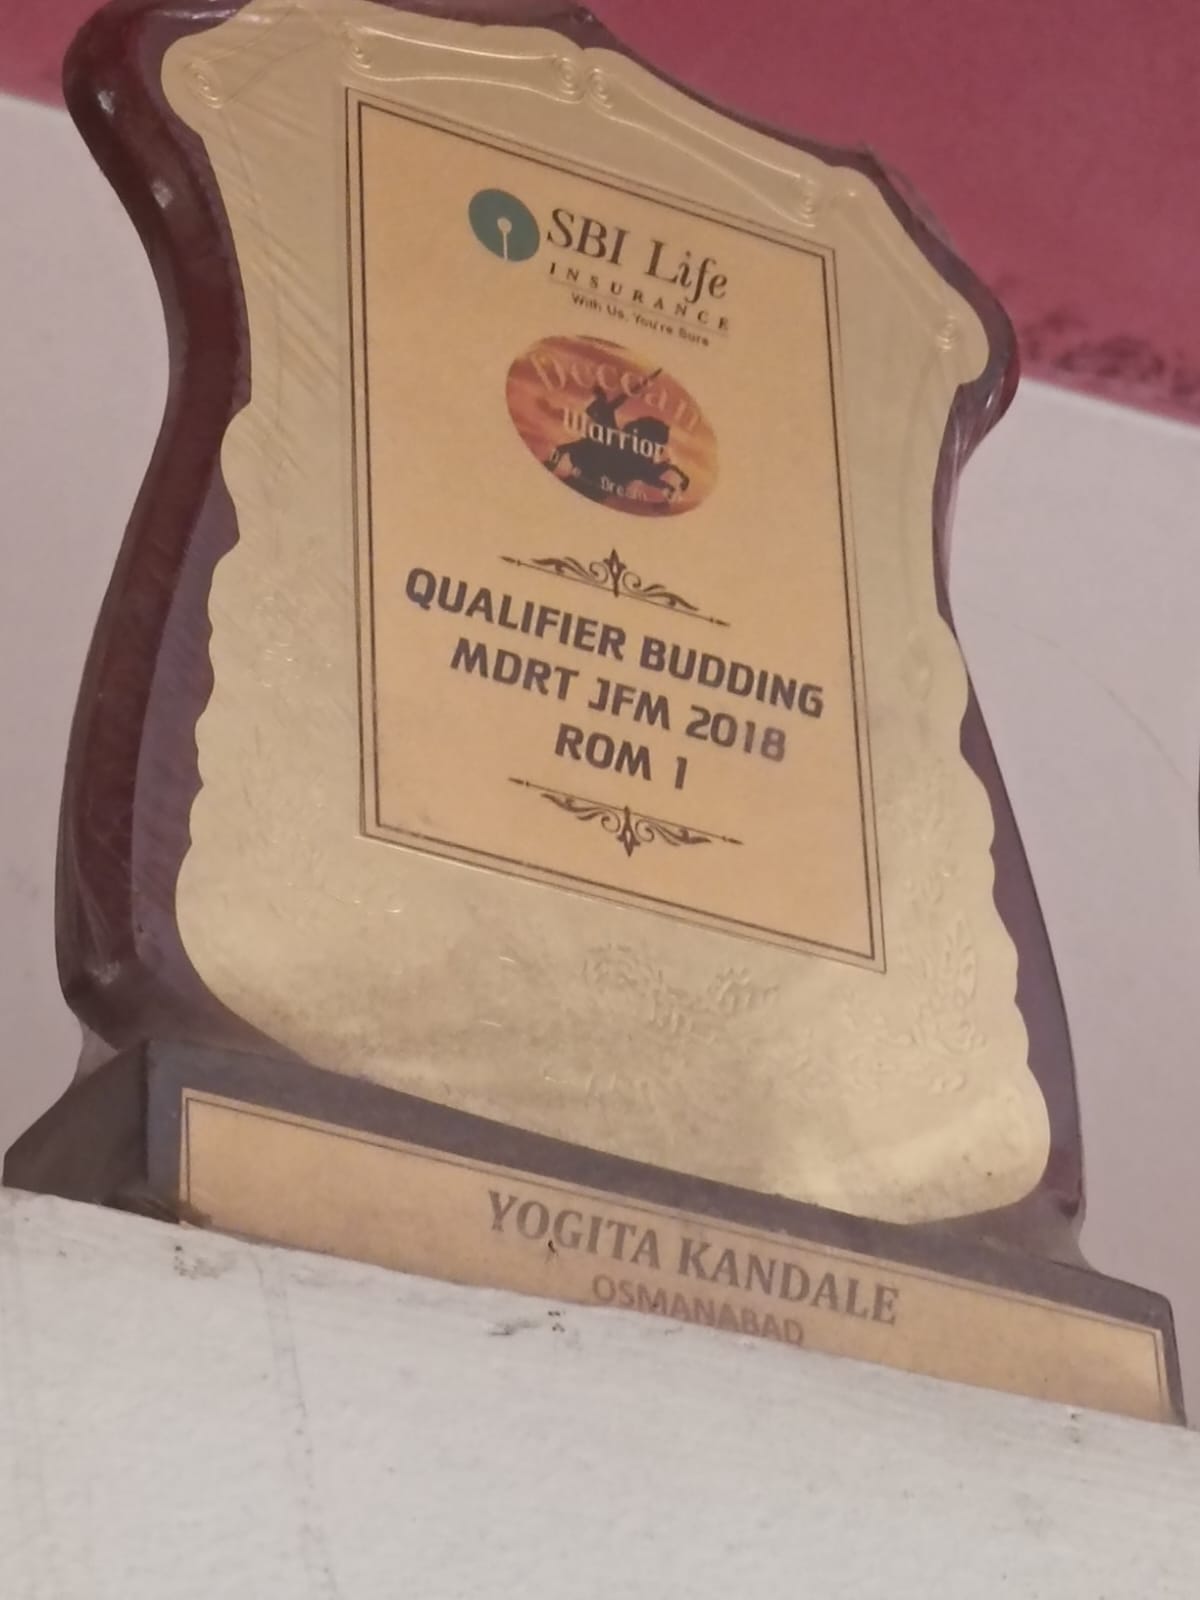 SBI Life
INSURANCE
With Us, You're Sure
Deccan
Warrior
QUALIFIER BUDDING
MDRT JFM 2018
ROM 1
YOGITA KANDALE
OSMANABAD